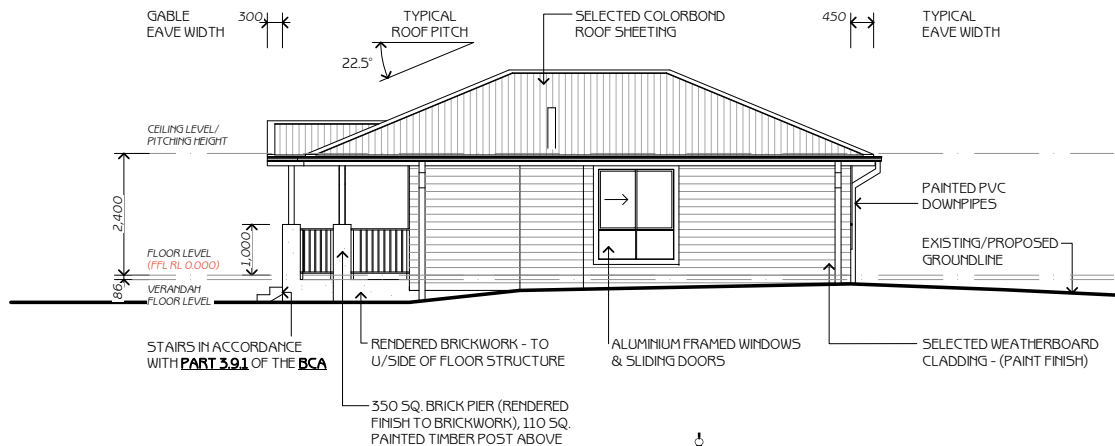 GABLE
EAVE WIDTH
300
TYPICAL
ROOF PITCH
22.5°
SELECTED COLORBOND
ROOF SHEETING
450
TYPICAL
EAVE WIDTH
CEILING LEVEL/
PITCHING HEIGHT
2,400
1,000
PAINTED PVC
DOWNPIPES
FLOOR LEVEL
(FFL RL 0.000)
EXISTING/PROPOSED
GROUNDLINE
86
VERANDAH
FLOOR LEVEL
STAIRS IN ACCORDANCE
WITH PART 3.9.1 OF THE BCA
RENDERED BRICKWORK - TO
U/SIDE OF FLOOR STRUCTURE
ALUMINIUM FRAMED WINDOWS
& SLIDING DOORS
SELECTED WEATHERBOARD
CLADDING - (PAINT FINISH)
350 SQ. BRICK PIER (RENDERED
FINISH TO BRICKWORK), 110 SQ.
PAINTED TIMBER POST ABOVE